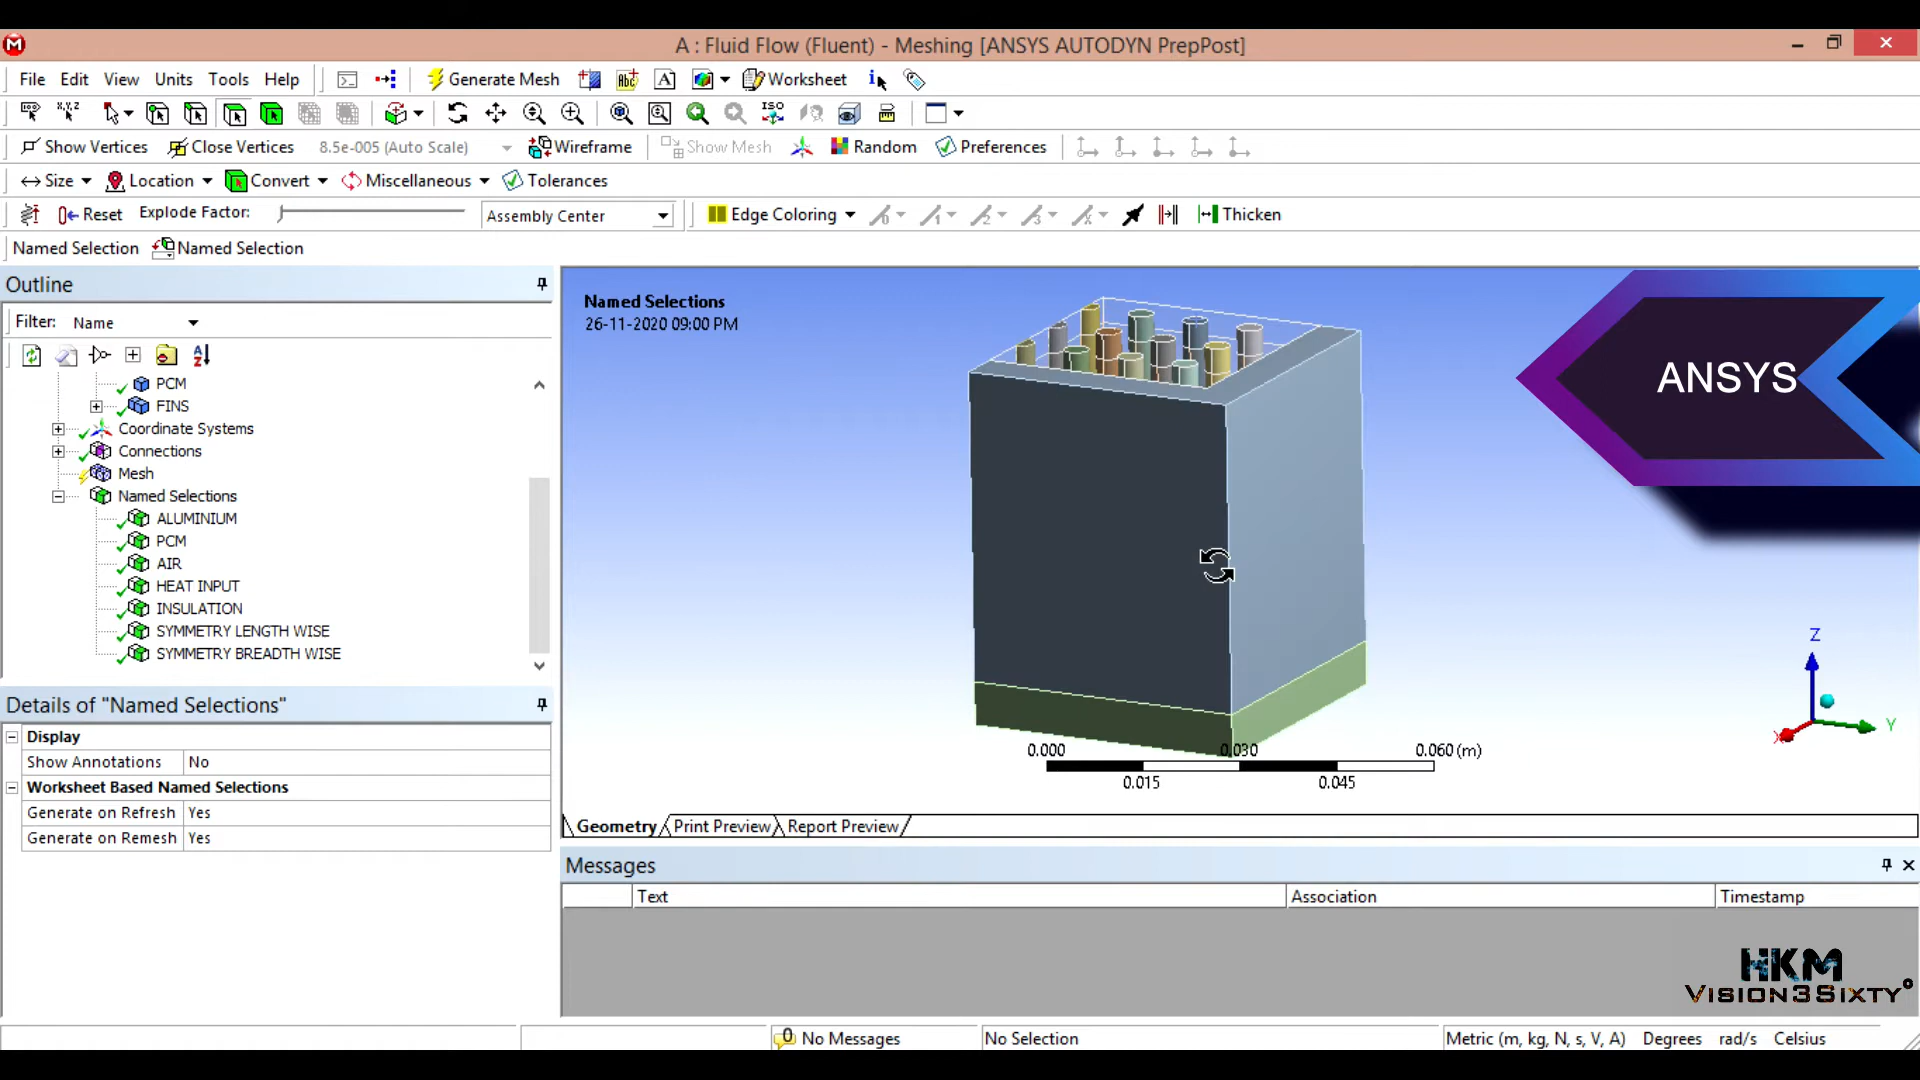 A : Fluid Flow (Fluent) - Meshing [ANSYS AUTODYN PrepPost]
File Edit View Units Tools Help Generate Mesh Worksheet
Show Vertices Close Vertices 8.5e-005 (Auto Scale) Wireframe Show Mesh Random Preferences
Size Location Convert Miscellaneous Tolerances
Reset Explode Factor: Assembly Center Edge Coloring Thicken
Named Selection Named Selection
Outline
Filter: Name
PCM
FINS
Coordinate Systems
Connections
Mesh
Named Selections
ALUMINIUM
PCM
AIR
HEAT INPUT
INSULATION
SYMMETRY LENGTH WISE
SYMMETRY BREADTH WISE
Details of "Named Selections"
Display
Show Annotations No
Worksheet Based Named Selections
Generate on Refresh Yes
Generate on Remesh Yes
Named Selections
26-11-2020 09:00 PM
ANSYS
Z
Y
X
0.000 0.030 0.060 (m)
0.015 0.045
Geometry Print Preview Report Preview
Messages
Text Association Timestamp
HKM
VISION3SIXTY°
No Messages No Selection Metric (m, kg, N, s, V, A) Degrees rad/s Celsius